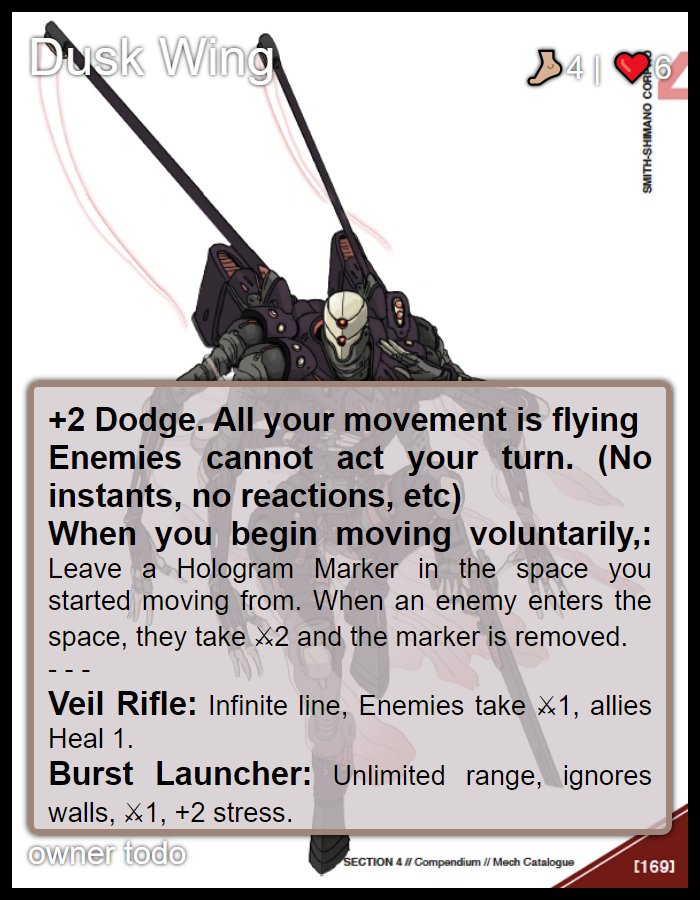 Dusk Wing
🦶4 | ❤️6
SMITH-SHIMANO CORPRO
4
+2 Dodge. All your movement is flying
Enemies cannot act your turn. (No
instants, no reactions, etc)
When you begin moving voluntarily,:
Leave a Hologram Marker in the space you
started moving from. When an enemy enters the
space, they take ⚔2 and the marker is removed.
- - -
Veil Rifle: Infinite line, Enemies take ⚔1, allies
Heal 1.
Burst Launcher: Unlimited range, ignores
walls, ⚔1, +2 stress.
owner todo
SECTION 4 // Compendium // Mech Catalogue
[169]